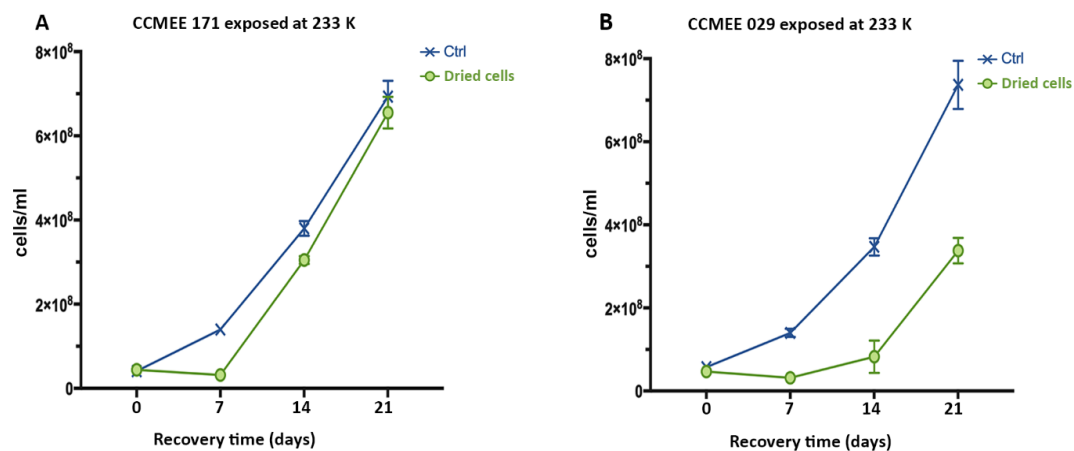 A
CCMEE 171 exposed at 233 K
Ctrl
Dried cells
8×10⁸
6×10⁸
4×10⁸
2×10⁸
0
cells/ml
0 7 14 21
Recovery time (days)
B
CCMEE 029 exposed at 233 K
Ctrl
Dried cells
8×10⁸
6×10⁸
4×10⁸
2×10⁸
0
cells/ml
0 7 14 21
Recovery time (days)